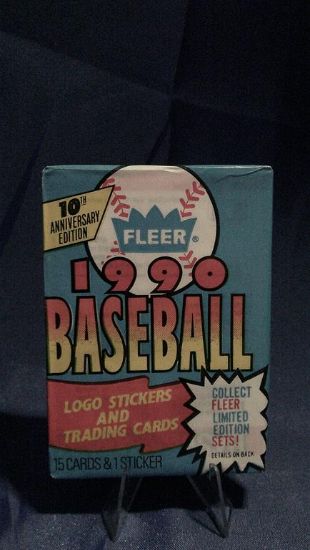 10TH
ANNIVERSARY
EDITION
FLEER®
1990
BASEBALL
LOGO STICKERS
AND
TRADING CARDS
COLLECT
FLEER
LIMITED
EDITION
SETS!
DETAILS ON BACK
15 CARDS & 1 STICKER